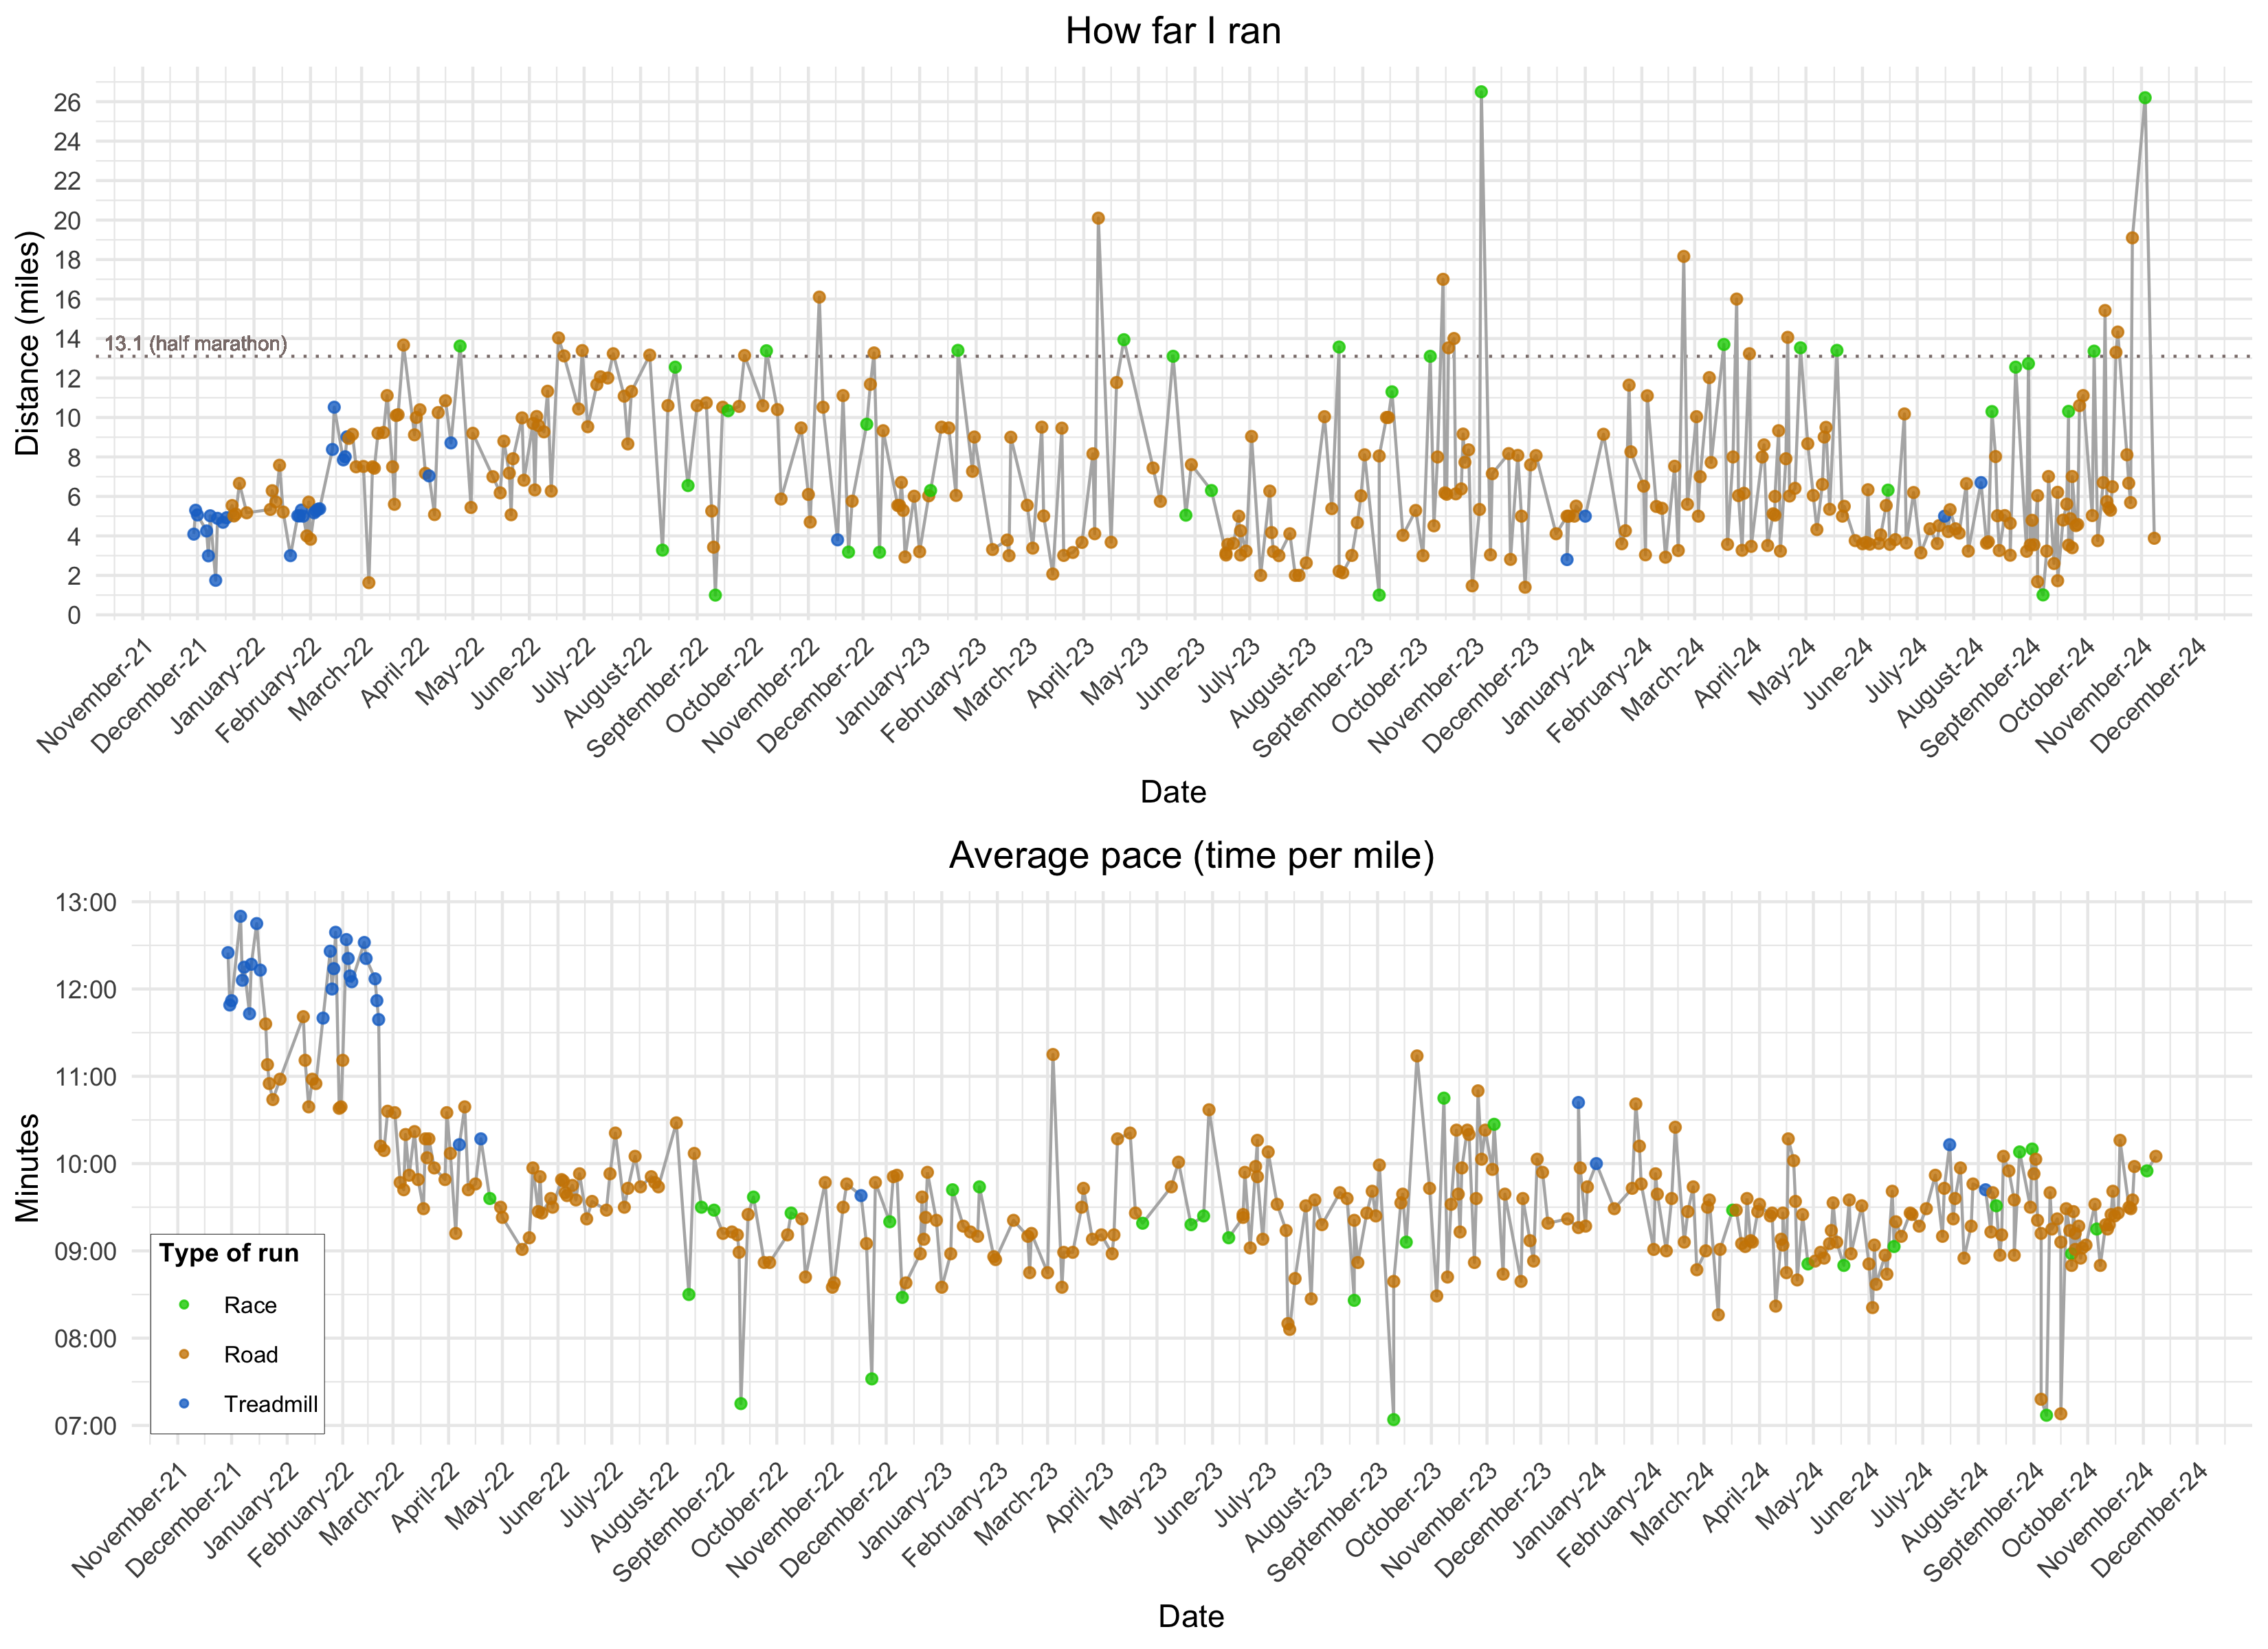 How far I ran
Distance (miles)
26
24
22
20
18
16
14
12
10
8
6
4
2
0
13.1 (half marathon)
November-21
December-21
January-22
February-22
March-22
April-22
May-22
June-22
July-22
August-22
September-22
October-22
November-22
December-22
January-23
February-23
March-23
April-23
May-23
June-23
July-23
August-23
September-23
October-23
November-23
December-23
January-24
February-24
March-24
April-24
May-24
June-24
July-24
August-24
September-24
October-24
November-24
December-24
Date
Average pace (time per mile)
Minutes
13:00
12:00
11:00
10:00
09:00
08:00
07:00
Type of run
Race
Road
Treadmill
November-21
December-21
January-22
February-22
March-22
April-22
May-22
June-22
July-22
August-22
September-22
October-22
November-22
December-22
January-23
February-23
March-23
April-23
May-23
June-23
July-23
August-23
September-23
October-23
November-23
December-23
January-24
February-24
March-24
April-24
May-24
June-24
July-24
August-24
September-24
October-24
November-24
December-24
Date